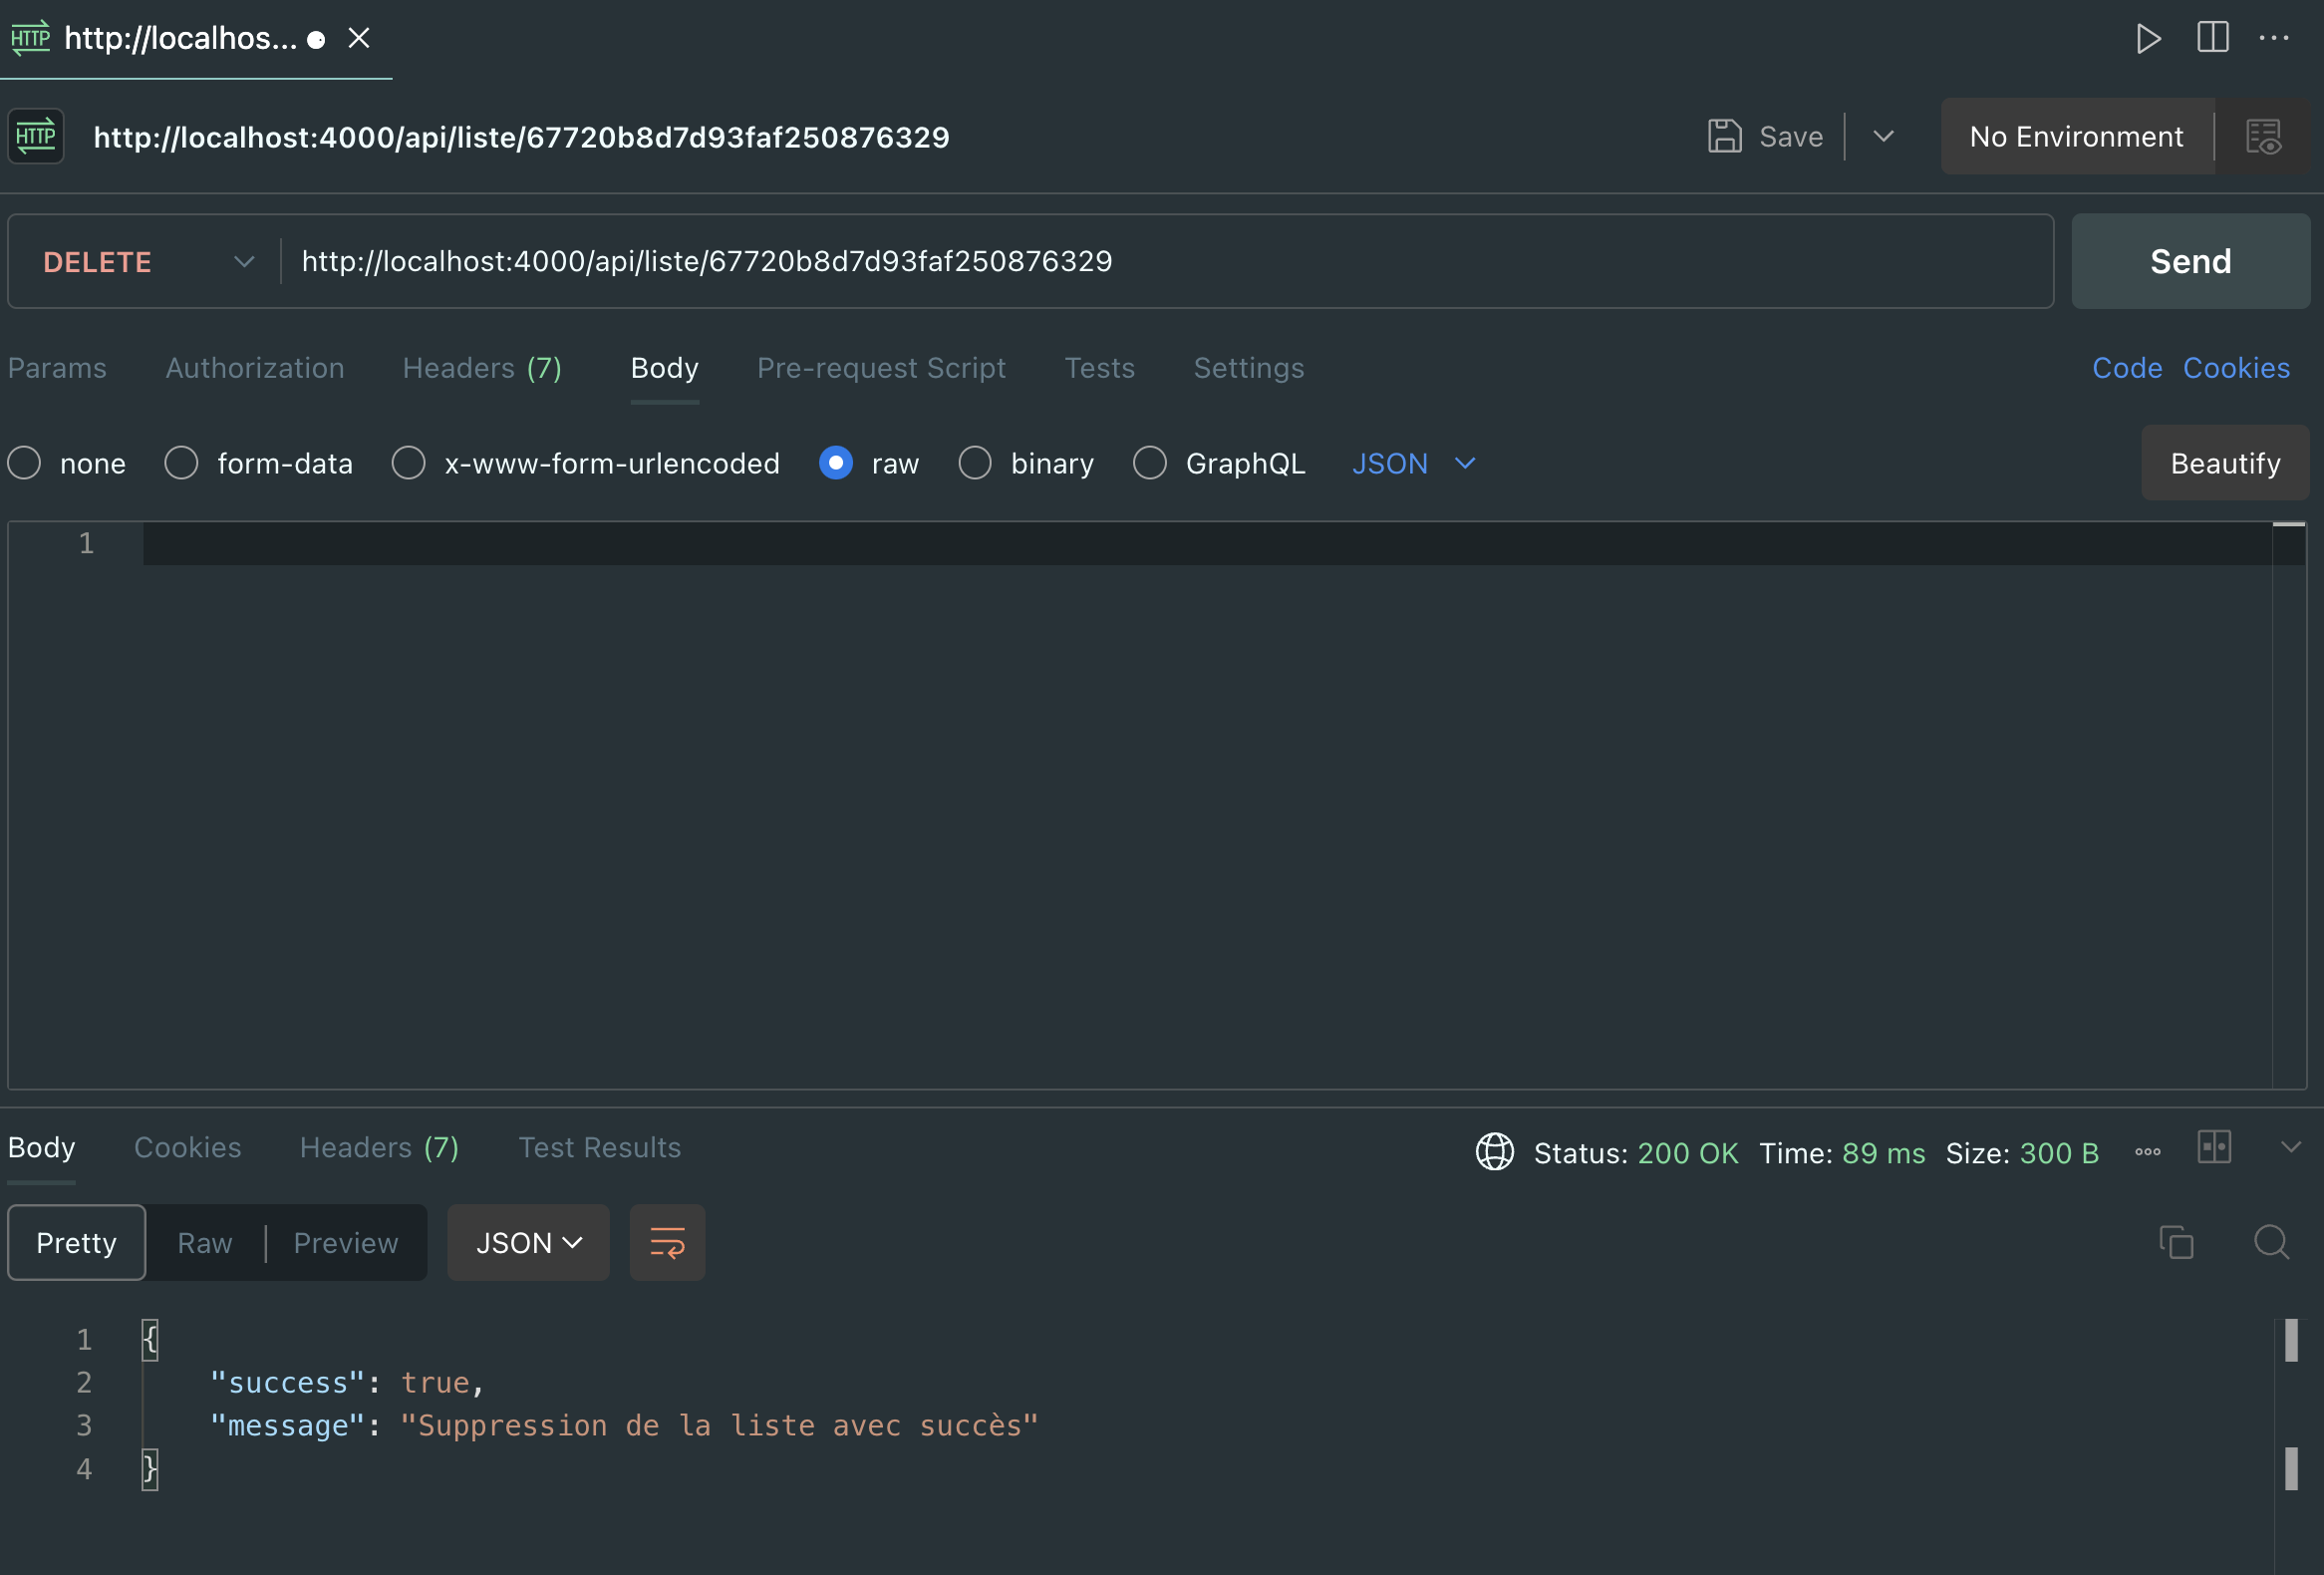 HTTP http://localhos...
HTTP http://localhost:4000/api/liste/67720b8d7d93faf250876329 Save No Environment
DELETE http://localhost:4000/api/liste/67720b8d7d93faf250876329 Send
Params Authorization Headers (7) Body Pre-request Script Tests Settings Code Cookies
none form-data x-www-form-urlencoded raw binary GraphQL JSON Beautify
1
Body Cookies Headers (7) Test Results Status: 200 OK Time: 89 ms Size: 300 B
Pretty Raw Preview JSON
1 {
2 "success": true,
3 "message": "Suppression de la liste avec succès"
4 }